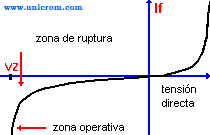 www.unicrom.com
If
zona de ruptura
VZ
tensión
directa
zona operativa